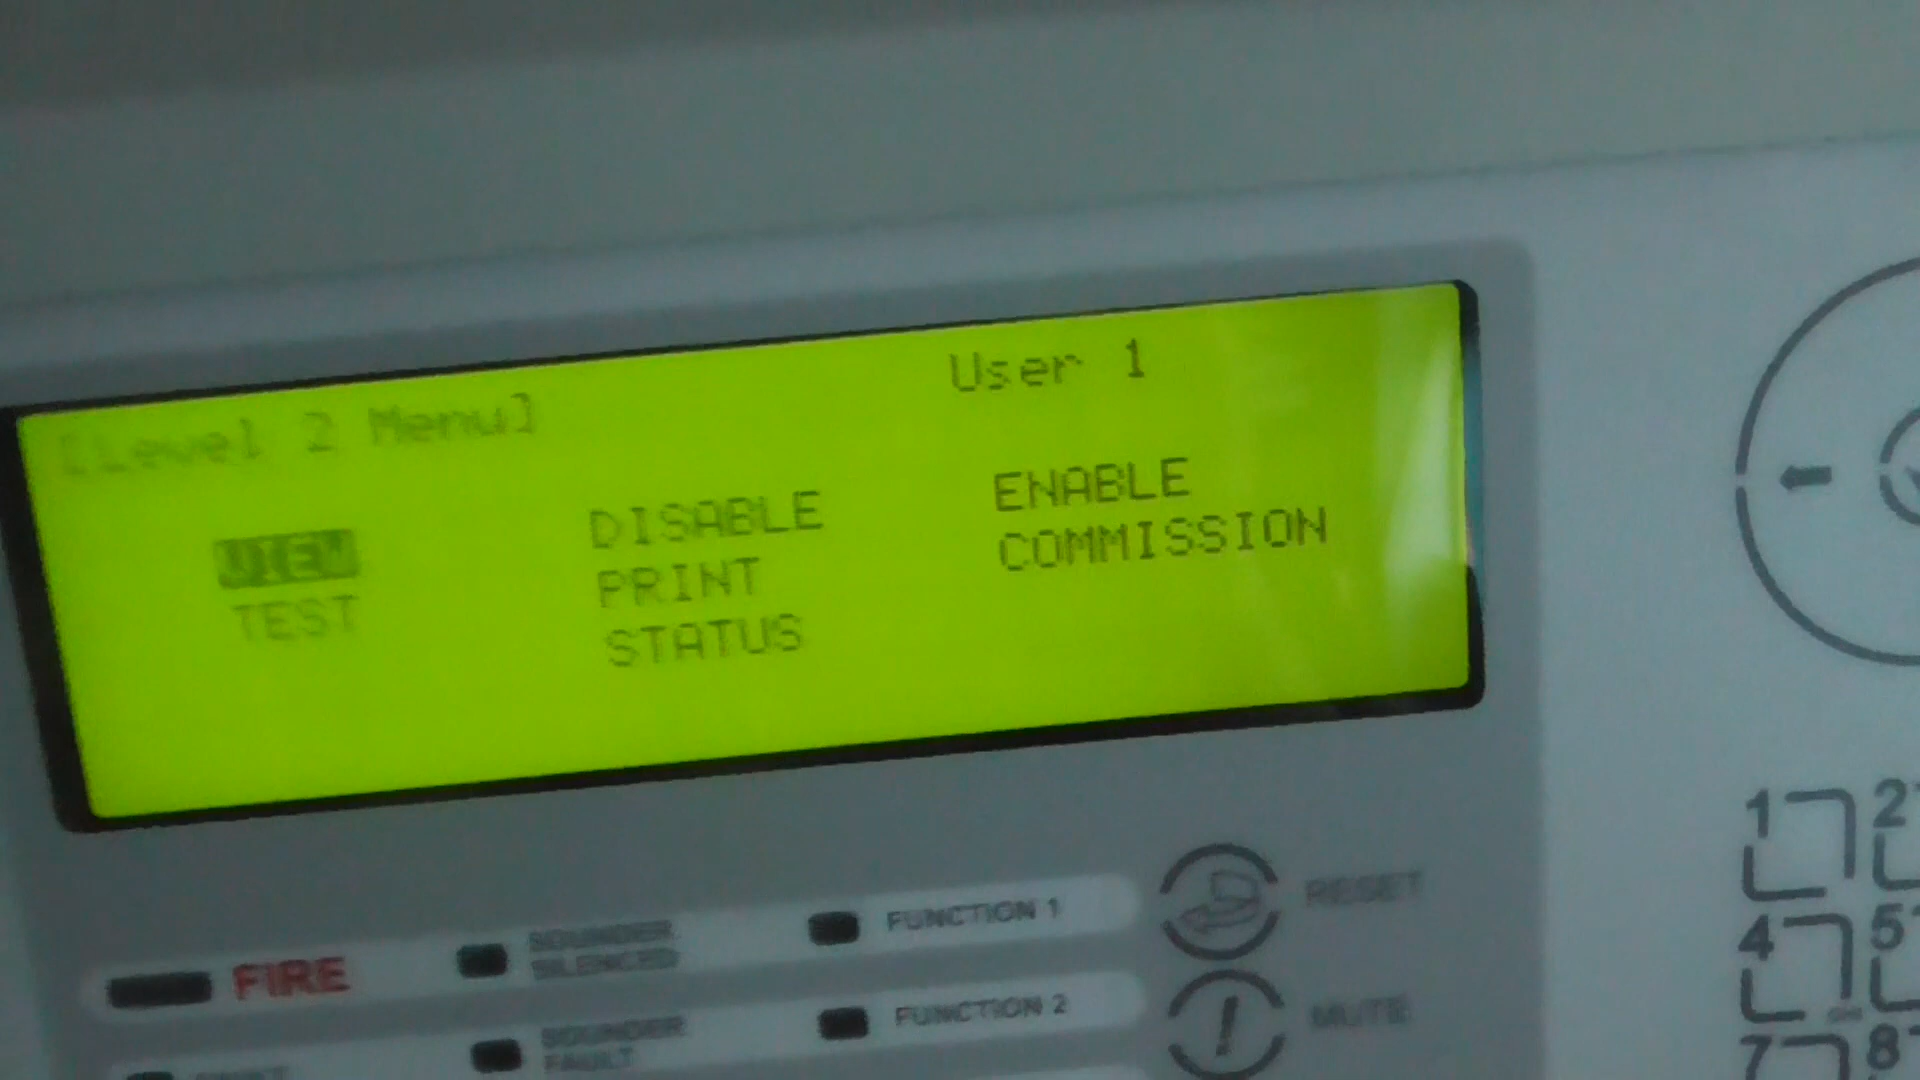 [Level 2 Menu] User 1
VIEW DISABLE ENABLE
TEST PRINT COMMISSION
STATUS
FIRE
SOUNDER
SILENCED
FUNCTION 1
RESET
SOUNDER
FAULT
FUNCTION 2
MUTE
1 2
4 5
7 8